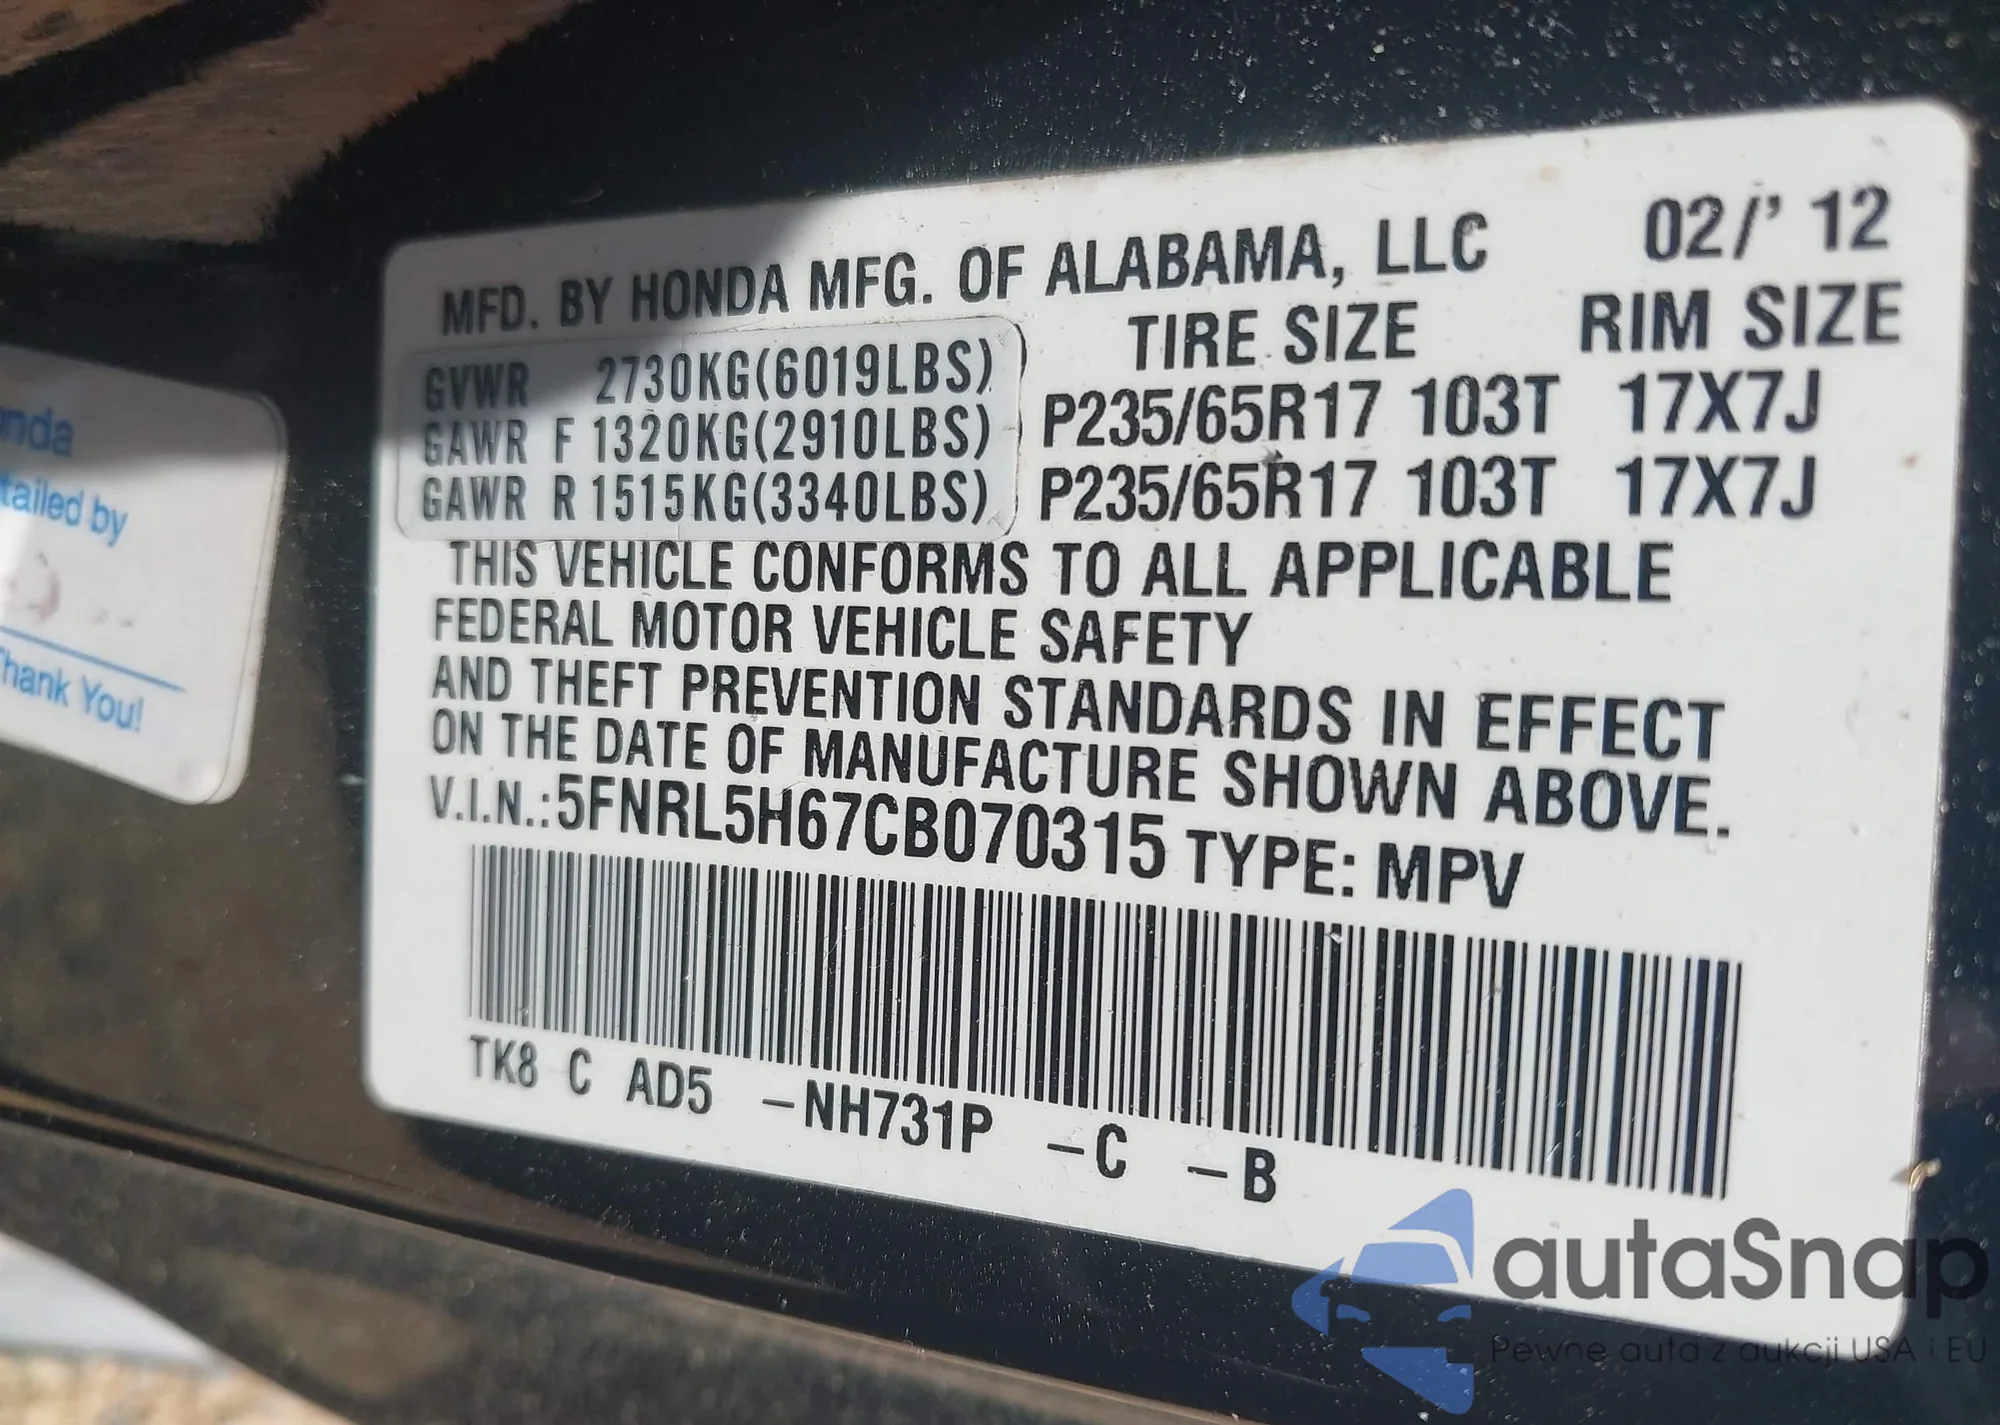 MFD. BY HONDA MFG. OF ALABAMA, LLC 02/' 12
TIRE SIZE RIM SIZE
GVWR 2730KG(6019LBS)
GAWR F 1320KG(2910LBS) P235/65R17 103T 17X7J
GAWR R 1515KG(3340LBS) P235/65R17 103T 17X7J
THIS VEHICLE CONFORMS TO ALL APPLICABLE
FEDERAL MOTOR VEHICLE SAFETY
AND THEFT PREVENTION STANDARDS IN EFFECT
ON THE DATE OF MANUFACTURE SHOWN ABOVE.
V.I.N.:5FNRL5H67CB070315 TYPE: MPV
TK8 C AD5 -NH731P -C -B
nda
tailed by
hank You!
autaSnap
Pewne auta z aukcji USA i EU